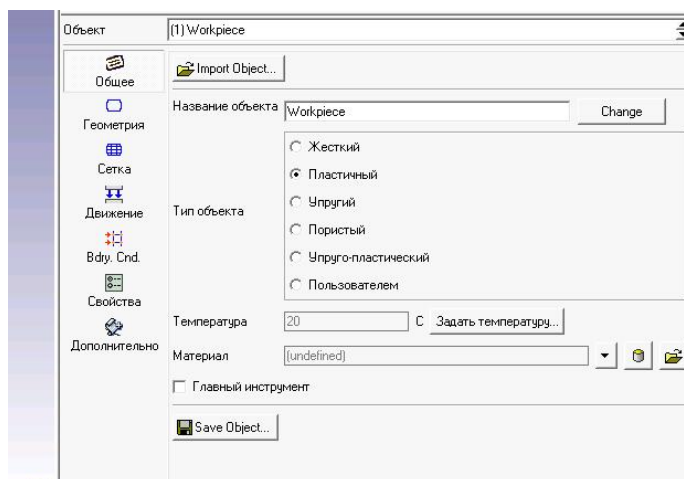 Объект (1) Workpiece
Общее
Геометрия
Сетка
Движение
Bdry. Cnd.
Свойства
Дополнительно
Import Object...
Название объекта Workpiece Change
Тип объекта
Жесткий
Пластичный
Упругий
Пористый
Упруго-пластический
Пользователем
Температура 20 C Задать температуру...
Материал (undefined)
Главный инструмент
Save Object...